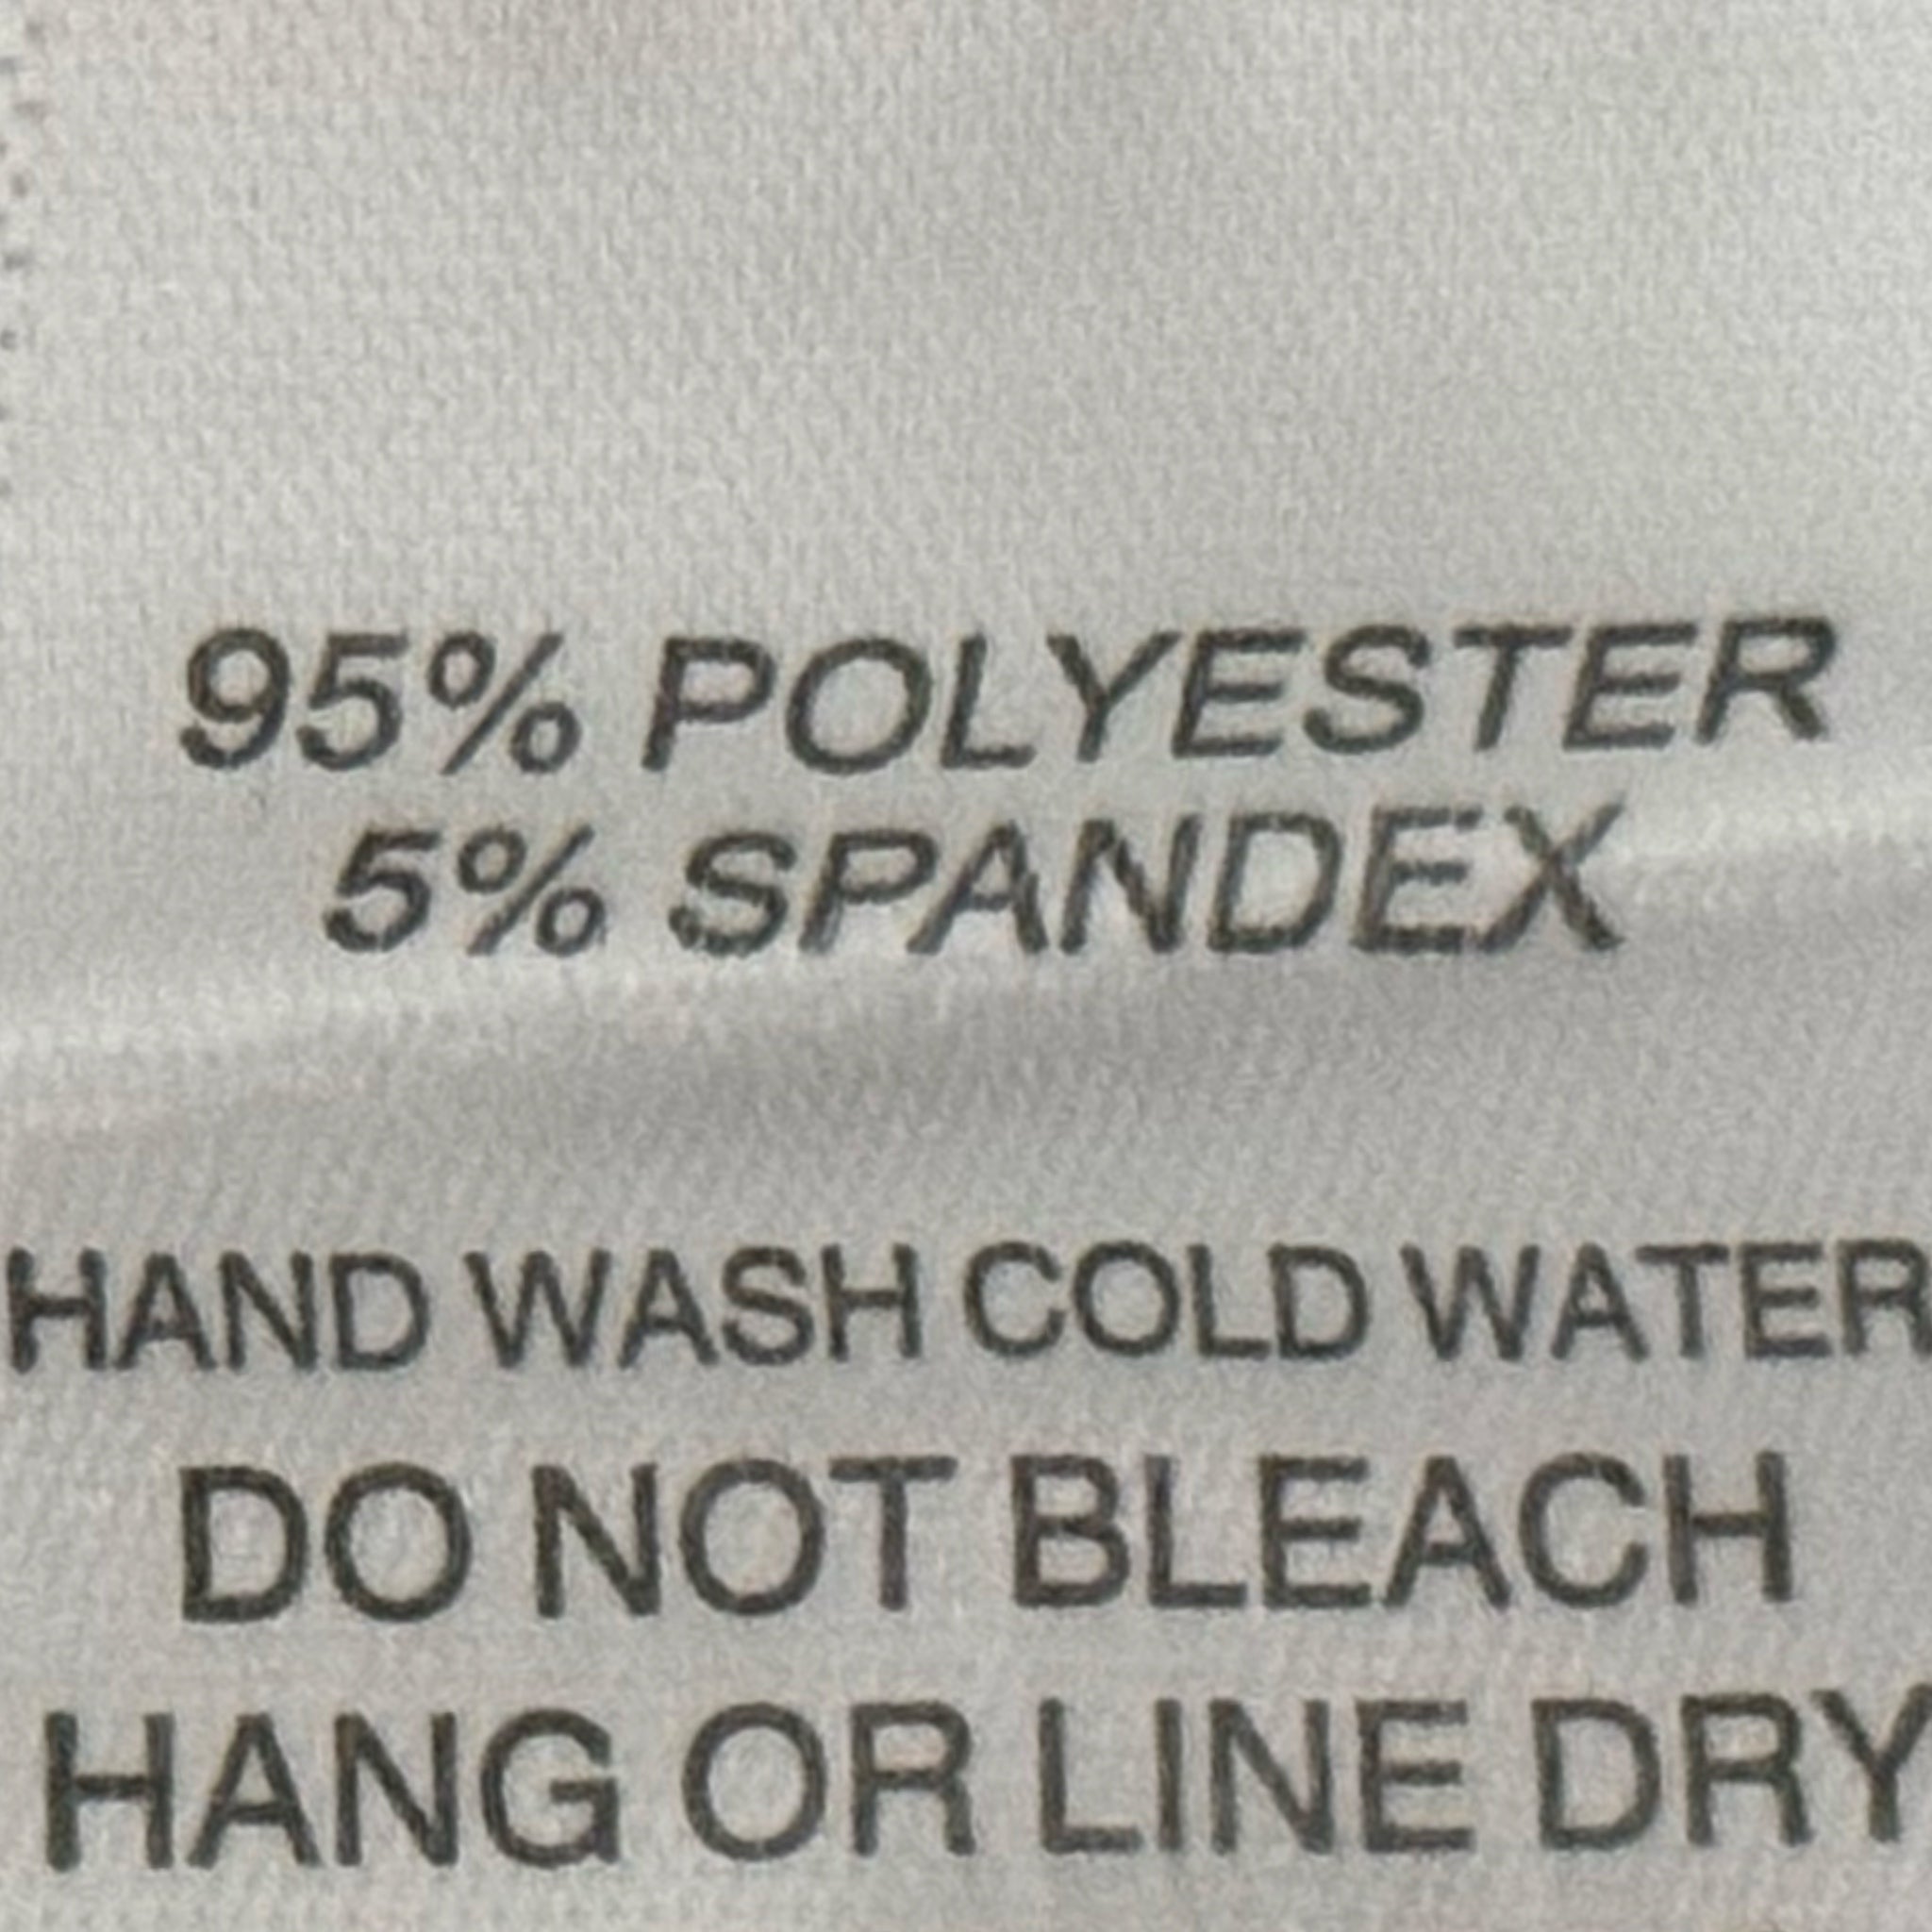 95% POLYESTER
5% SPANDEX
HAND WASH COLD WATER
DO NOT BLEACH
HANG OR LINE DRY